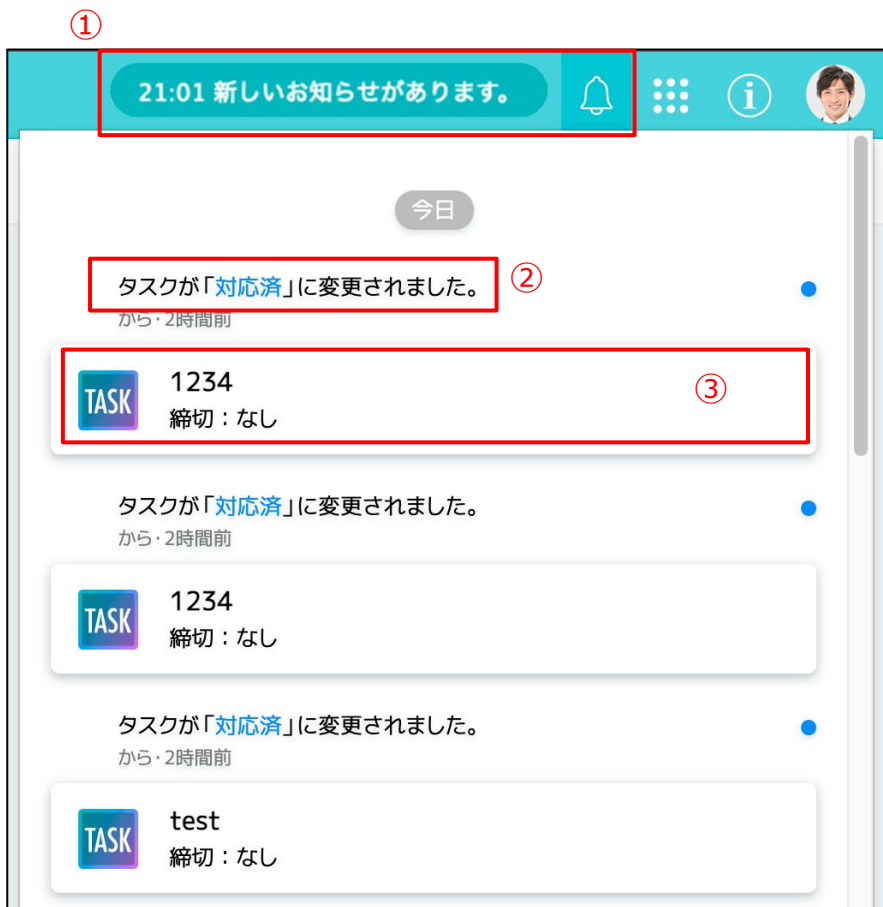 ①
21:01 新しいお知らせがあります。
今日
タスクが「対応済」に変更されました。
②
から・2時間前
TASK
1234
締切：なし
③
タスクが「対応済」に変更されました。
から・2時間前
TASK
1234
締切：なし
タスクが「対応済」に変更されました。
から・2時間前
TASK
test
締切：なし